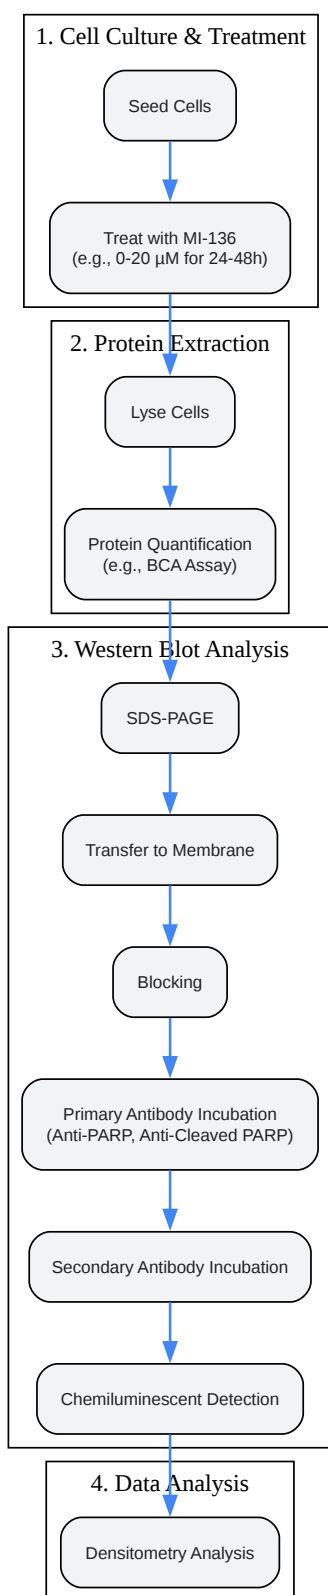 1. Cell Culture & Treatment
Seed Cells
Treat with MI-136
(e.g., 0-20 µM for 24-48h)
2. Protein Extraction
Lyse Cells
Protein Quantification
(e.g., BCA Assay)
3. Western Blot Analysis
SDS-PAGE
Transfer to Membrane
Blocking
Primary Antibody Incubation
(Anti-PARP, Anti-Cleaved PARP)
Secondary Antibody Incubation
Chemiluminescent Detection
4. Data Analysis
Densitometry Analysis